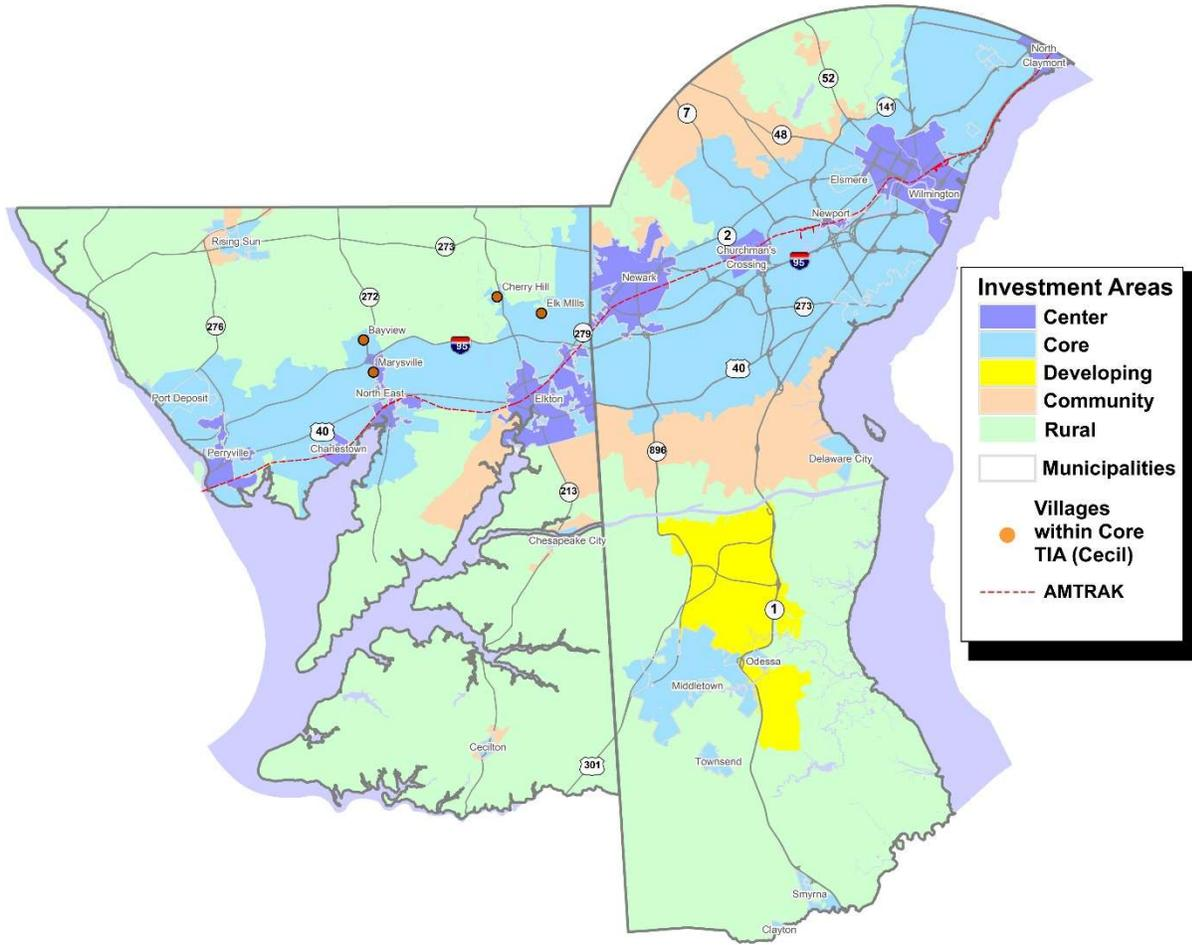 North
Claymont
52
7
141
48
Elsmere
Wilmington
Newport
2
Churchman's
Crossing
95
Rising Sun
273
Newark
Cherry Hill
272
Elk Mills
273
276
Bayview
279
95
Marysville
40
Port Deposit
North East
Elkton
40
Charlestown
Perryville
896
Delaware City
213
Chesapeake City
1
Odessa
Middletown
Cecilton
301
Townsend
Smyrna
Clayton
Investment Areas
Center
Core
Developing
Community
Rural
Municipalities
Villages
within Core
TIA (Cecil)
AMTRAK